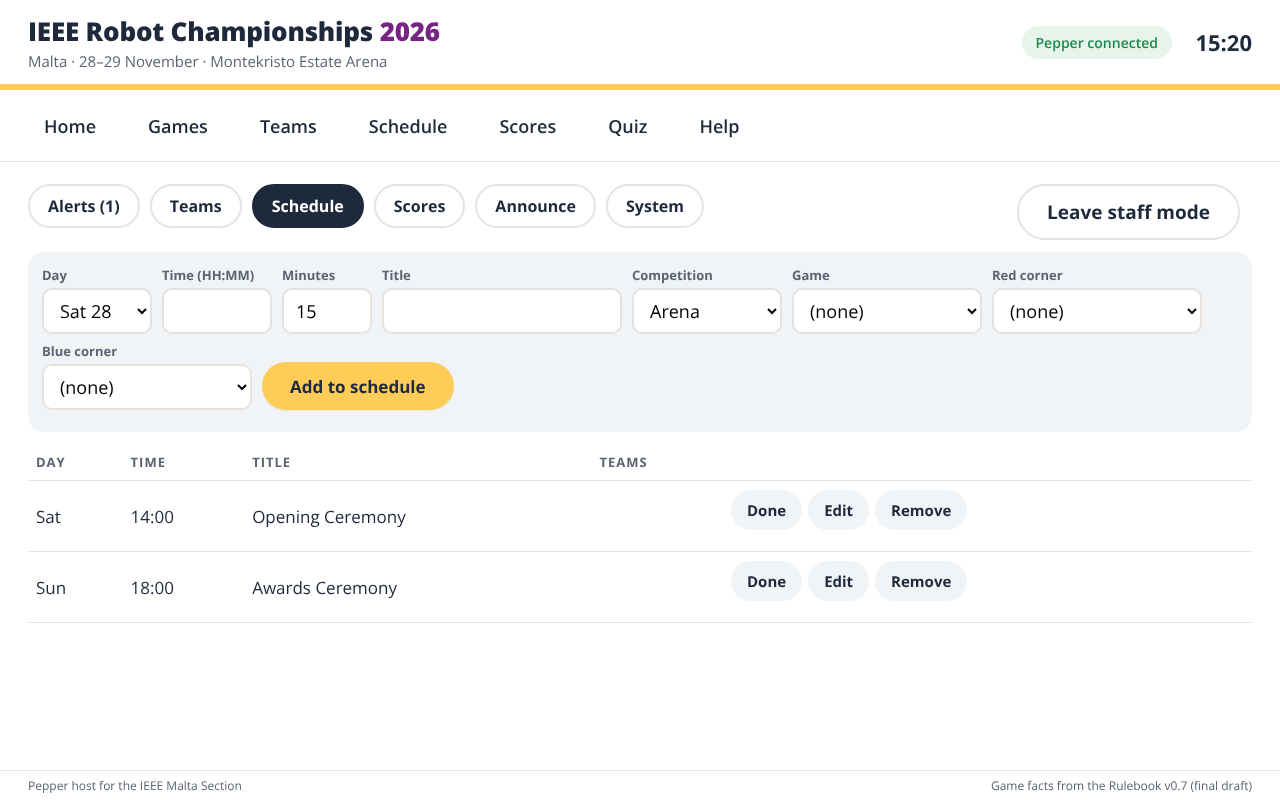 IEEE Robot Championships 2026
Malta · 28–29 November · Montekristo Estate Arena
Pepper connected
15:20
Home Games Teams Schedule Scores Quiz Help
Alerts (1) Teams Schedule Scores Announce System Leave staff mode
Day Time (HH:MM) Minutes Title Competition Game Red corner
Sat 28 15 Arena (none) (none)
Blue corner
(none) Add to schedule
DAY TIME TITLE TEAMS
Sat 14:00 Opening Ceremony Done Edit Remove
Sun 18:00 Awards Ceremony Done Edit Remove
Pepper host for the IEEE Malta Section
Game facts from the Rulebook v0.7 (final draft)